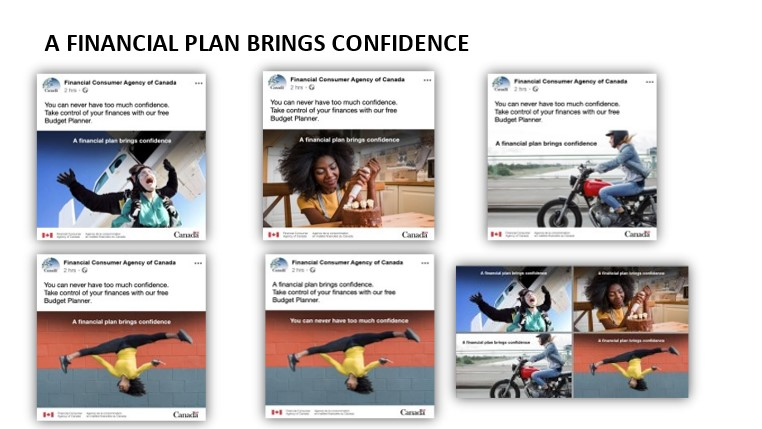 A FINANCIAL PLAN BRINGS CONFIDENCE
Financial Consumer Agency of Canada
2 hrs ·
You can never have too much confidence.
Take control of your finances with our free
Budget Planner.
A financial plan brings confidence
Canada
Financial Consumer Agency of Canada
2 hrs ·
You can never have too much confidence.
Take control of your finances with our free
Budget Planner.
A financial plan brings confidence
Canada
Financial Consumer Agency of Canada
2 hrs ·
You can never have too much confidence.
Take control of your finances with our free
Budget Planner
A financial plan brings confidence
Canada
Financial Consumer Agency of Canada
2 hrs ·
You can never have too much confidence.
Take control of your finances with our free
Budget Planner.
A financial plan brings confidence
Canada
Financial Consumer Agency of Canada
2 hrs ·
A financial plan brings confidence.
Take control of your finances with our free
Budget Planner.
You can never have too much confidence
Canada
A financial plan brings confidence
A financial plan brings confidence
A financial plan brings confidence
A financial plan brings confidence